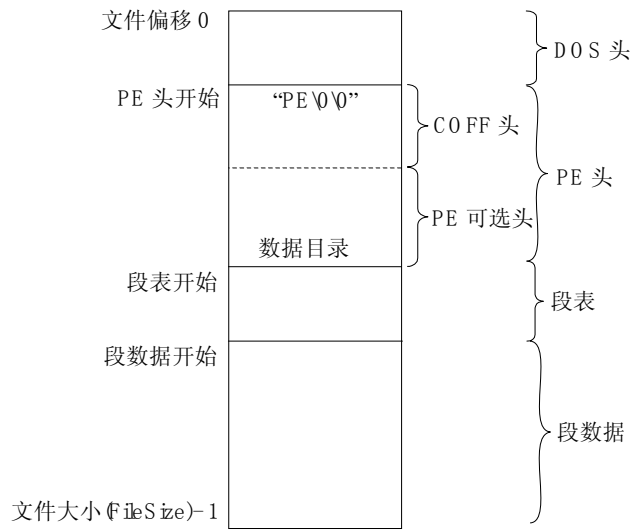 文件偏移 0
DOS 头
PE 头开始
“PE\0\0”
COFF 头
PE 头
PE 可选头
数据目录
段表开始
段表
段数据开始
段数据
文件大小(FileSize)-1